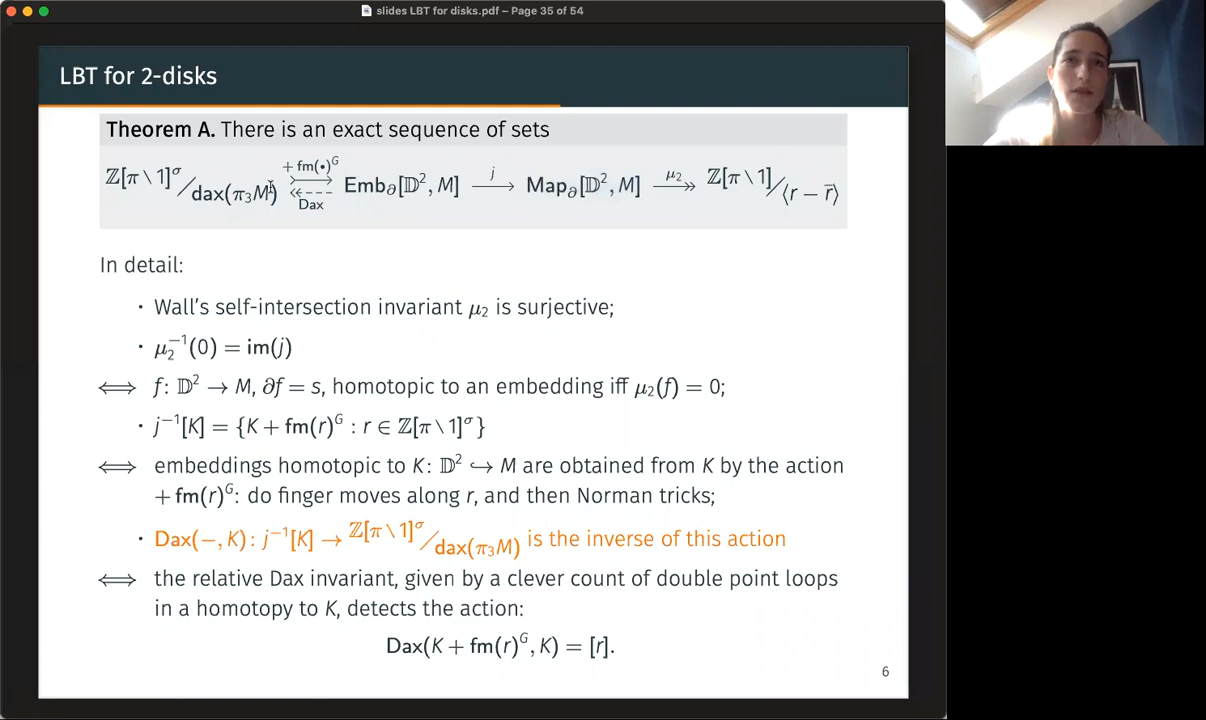 slides LBT for disks.pdf – Page 35 of 54
LBT for 2-disks
Theorem A. There is an exact sequence of sets
ℤ[π∖1]^σ/dax(π₃M) +fm(•)^G ⇢ Dax Emb_∂[𝔻², M] —j→ Map_∂[𝔻², M] —μ₂↠ ℤ[π∖1]/⟨r − r̄⟩
In detail:
· Wall's self-intersection invariant μ₂ is surjective;
· μ₂⁻¹(0) = im(j)
⟺ f: 𝔻² → M, ∂f = s, homotopic to an embedding iff μ₂(f) = 0;
· j⁻¹[K] = {K + fm(r)^G : r ∈ ℤ[π∖1]^σ}
⟺ embeddings homotopic to K: 𝔻² ↪ M are obtained from K by the action
+ fm(r)^G: do finger moves along r, and then Norman tricks;
· Dax(−, K): j⁻¹[K] → ℤ[π∖1]^σ/dax(π₃M) is the inverse of this action
⟺ the relative Dax invariant, given by a clever count of double point loops
in a homotopy to K, detects the action:
Dax(K + fm(r)^G, K) = [r].
6